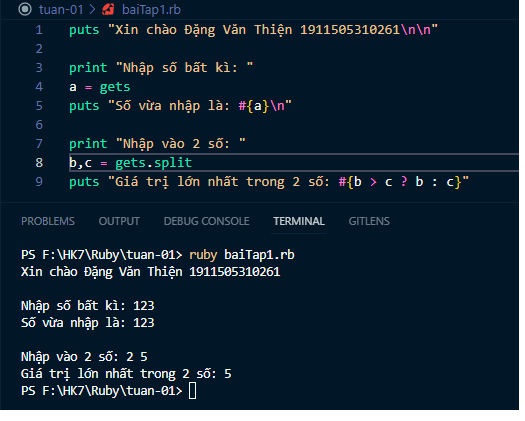 tuan-01 > baiTap1.rb
1 puts "Xin chào Đặng Văn Thiện 1911505310261\n\n"
2
3 print "Nhập số bất kì: "
4 a = gets
5 puts "Số vừa nhập là: #{a}\n"
6
7 print "Nhập vào 2 số: "
8 b,c = gets.split
9 puts "Giá trị lớn nhất trong 2 số: #{b > c ? b : c}"
PROBLEMS OUTPUT DEBUG CONSOLE TERMINAL GITLENS
PS F:\HK7\Ruby\tuan-01> ruby baiTap1.rb
Xin chào Đặng Văn Thiện 1911505310261
Nhập số bất kì: 123
Số vừa nhập là: 123
Nhập vào 2 số: 2 5
Giá trị lớn nhất trong 2 số: 5
PS F:\HK7\Ruby\tuan-01>